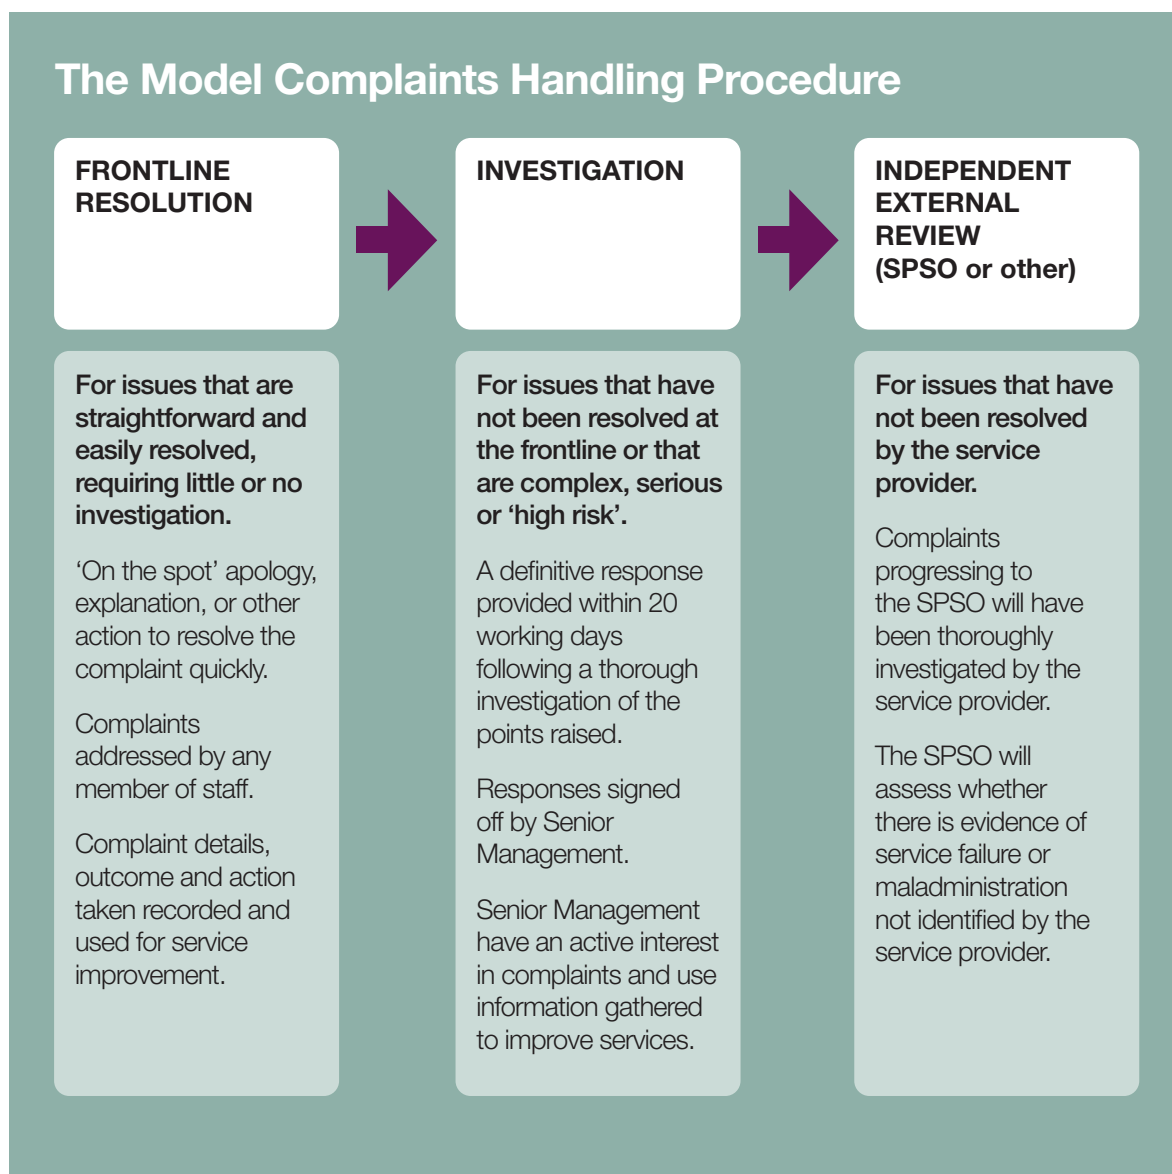 The Model Complaints Handling Procedure
FRONTLINE
RESOLUTION
For issues that are
straightforward and
easily resolved,
requiring little or no
investigation.
‘On the spot’ apology,
explanation, or other
action to resolve the
complaint quickly.
Complaints
addressed by any
member of staff.
Complaint details,
outcome and action
taken recorded and
used for service
improvement.
INVESTIGATION
For issues that have
not been resolved at
the frontline or that
are complex, serious
or ‘high risk’.
A definitive response
provided within 20
working days
following a thorough
investigation of the
points raised.
Responses signed
off by Senior
Management.
Senior Management
have an active interest
in complaints and use
information gathered
to improve services.
INDEPENDENT
EXTERNAL
REVIEW
(SPSO or other)
For issues that have
not been resolved
by the service
provider.
Complaints
progressing to
the SPSO will have
been thoroughly
investigated by the
service provider.
The SPSO will
assess whether
there is evidence of
service failure or
maladministration
not identified by the
service provider.